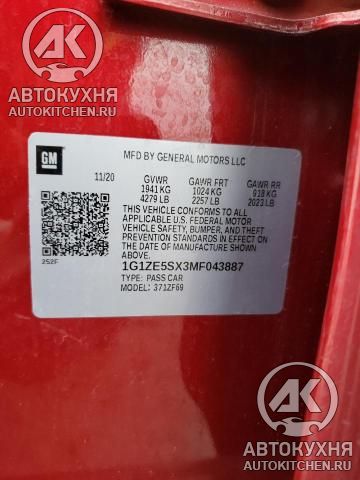 АВТОКУХНЯ
AUTOKITCHEN.RU
АВТОКУХНЯ
AUTOKITCHEN.RU
GM
MFD BY GENERAL MOTORS LLC
11/20 GVWR GAWR FRT GAWR RR
1941 KG 1024 KG 918 KG
4279 LB 2257 LB 2023 LB
THIS VEHICLE CONFORMS TO ALL
APPLICABLE U.S. FEDERAL MOTOR
VEHICLE SAFETY, BUMPER, AND THEFT
PREVENTION STANDARDS IN EFFECT
ON THE DATE OF MANUFACTURE
SHOWN ABOVE.
1G1ZE5SX3MF043887
TYPE: PASS CAR
MODEL: 371ZF69
252F
АК
АВТОКУХНЯ
AUTOKITCHEN.RU